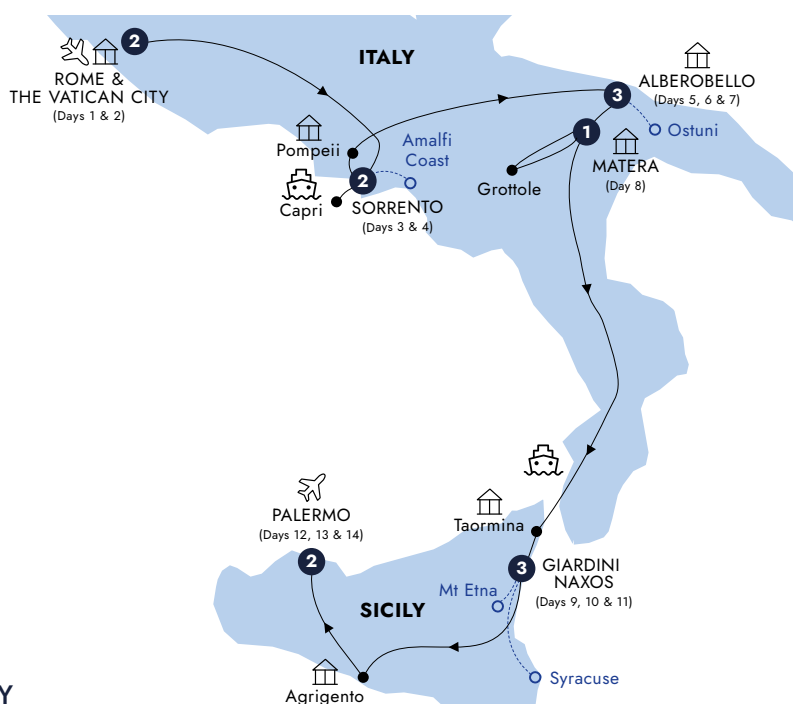 2
ITALY
ROME &
THE VATICAN CITY
(Days 1 & 2)
3
ALBEROBELLO
(Days 5, 6 & 7)
Ostuni
1
MATERA
(Day 8)
Grottole
Pompeii
Amalfi
Coast
2
SORRENTO
(Days 3 & 4)
Capri
Taormina
PALERMO
(Days 12, 13 & 14)
2
3
GIARDINI
NAXOS
(Days 9, 10 & 11)
Mt Etna
SICILY
Syracuse
Agrigento
Y